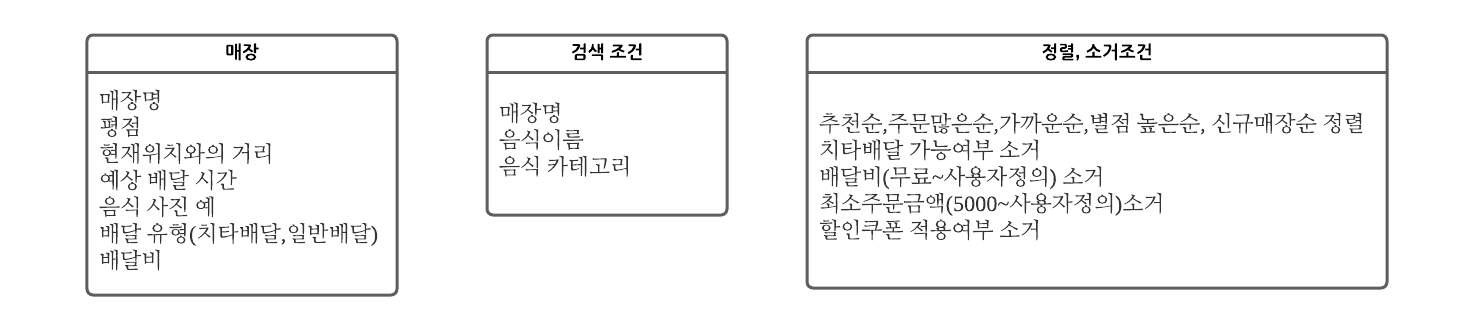 매장
매장명
평점
현재위치와의 거리
예상 배달 시간
음식 사진 예
배달 유형(치타배달,일반배달)
배달비
검색 조건
매장명
음식이름
음식 카테고리
정렬, 소거조건
추천순,주문많은순,가까운순,별점 높은순, 신규매장순 정렬
치타배달 가능여부 소거
배달비(무료~사용자정의) 소거
최소주문금액(5000~사용자정의)소거
할인쿠폰 적용여부 소거